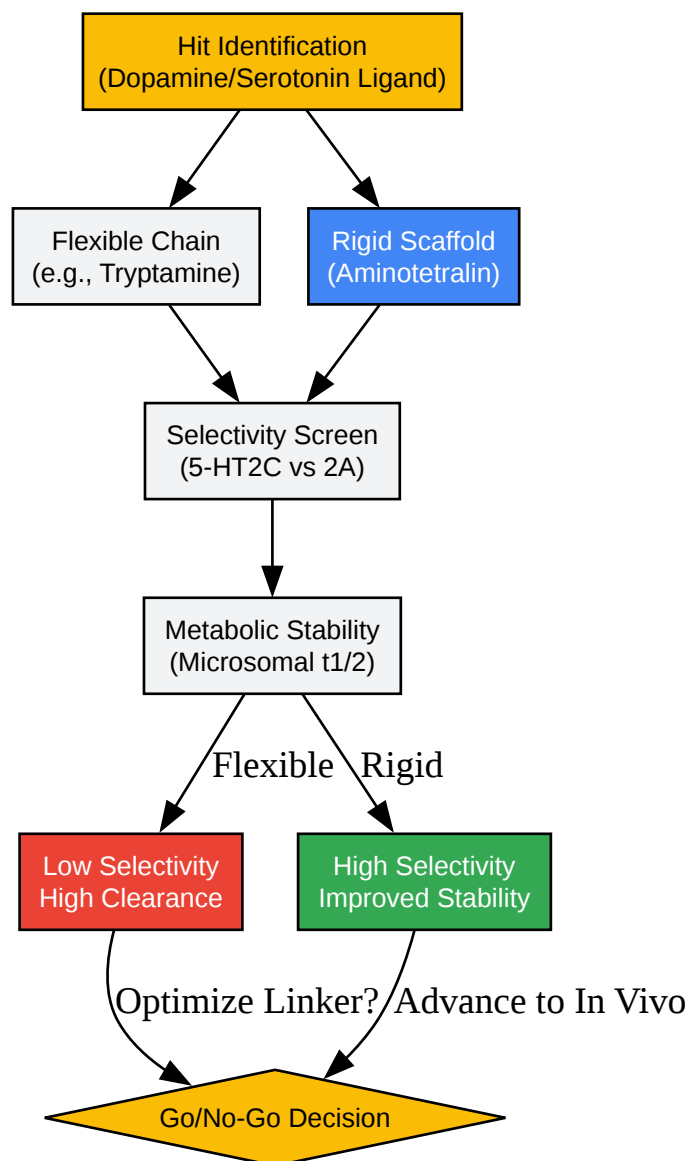 Hit Identification
(Dopamine/Serotonin Ligand)
Flexible Chain
(e.g., Tryptamine)
Rigid Scaffold
(Aminotetralin)
Selectivity Screen
(5-HT2C vs 2A)
Metabolic Stability
(Microsomal t1/2)
Flexible
Rigid
Low Selectivity
High Clearance
High Selectivity
Improved Stability
Optimize Linker?
Advance to In Vivo
Go/No-Go Decision